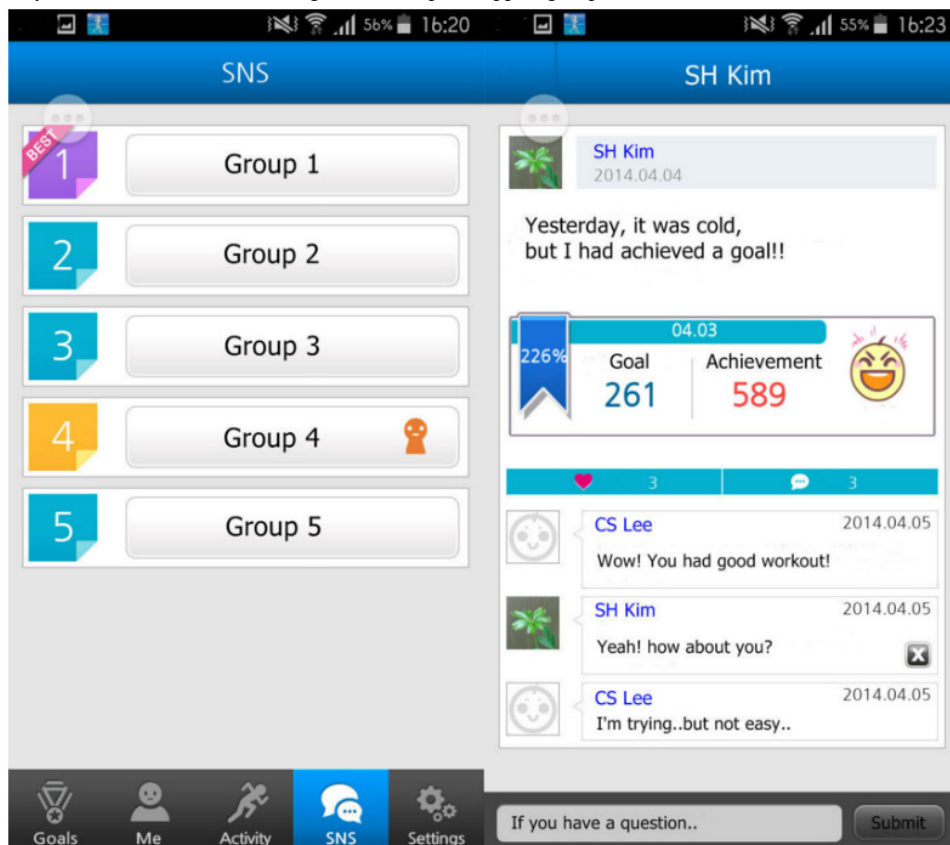 56% 16:20
SNS
BEST
1
Group 1
2
Group 2
3
Group 3
4
Group 4
5
Group 5
Goals
Me
Activity
SNS
Settings
55% 16:23
SH Kim
SH Kim
2014.04.04
Yesterday, it was cold,
but I had achieved a goal!!
04.03
226%
Goal
Achievement
261
589
3
3
CS Lee
2014.04.05
Wow! You had good workout!
SH Kim
2014.04.05
Yeah! how about you?
X
CS Lee
2014.04.05
I'm trying..but not easy..
If you have a question..
Submit